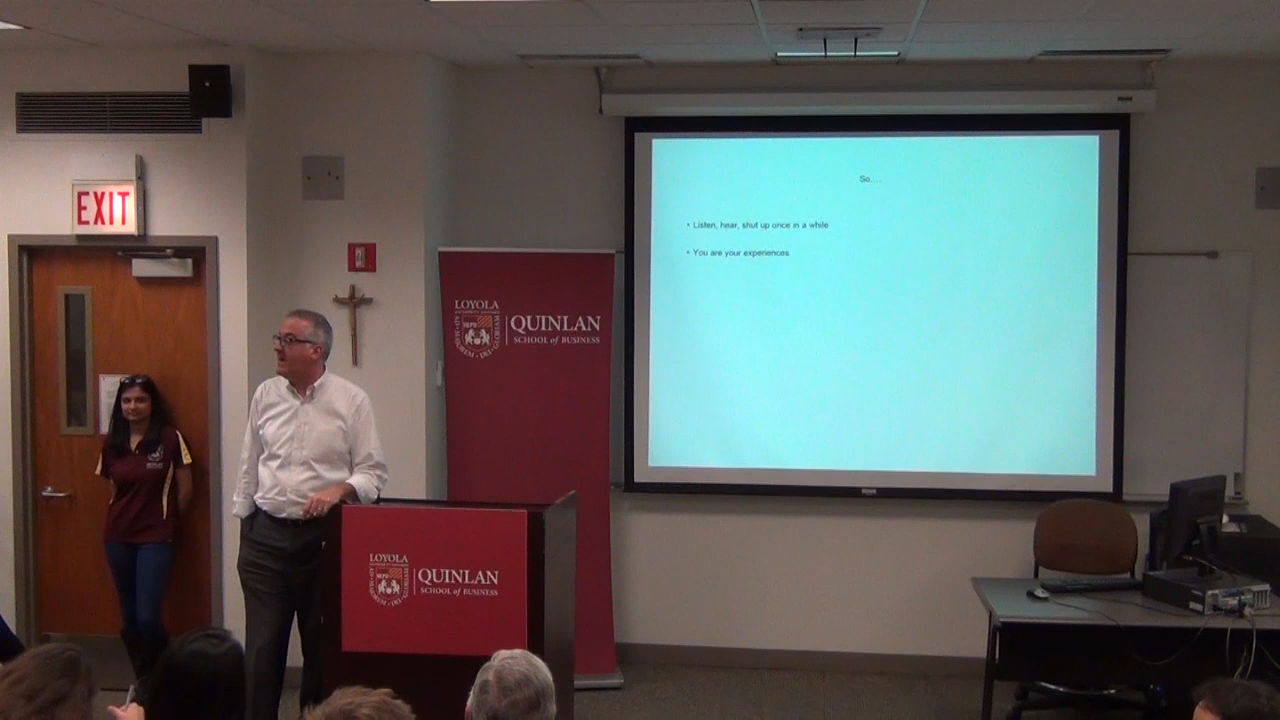 EXIT
So....
• Listen, hear, shut up once in a while
• You are your experiences
LOYOLA
QUINLAN
SCHOOL of BUSINESS
LOYOLA
QUINLAN
SCHOOL of BUSINESS